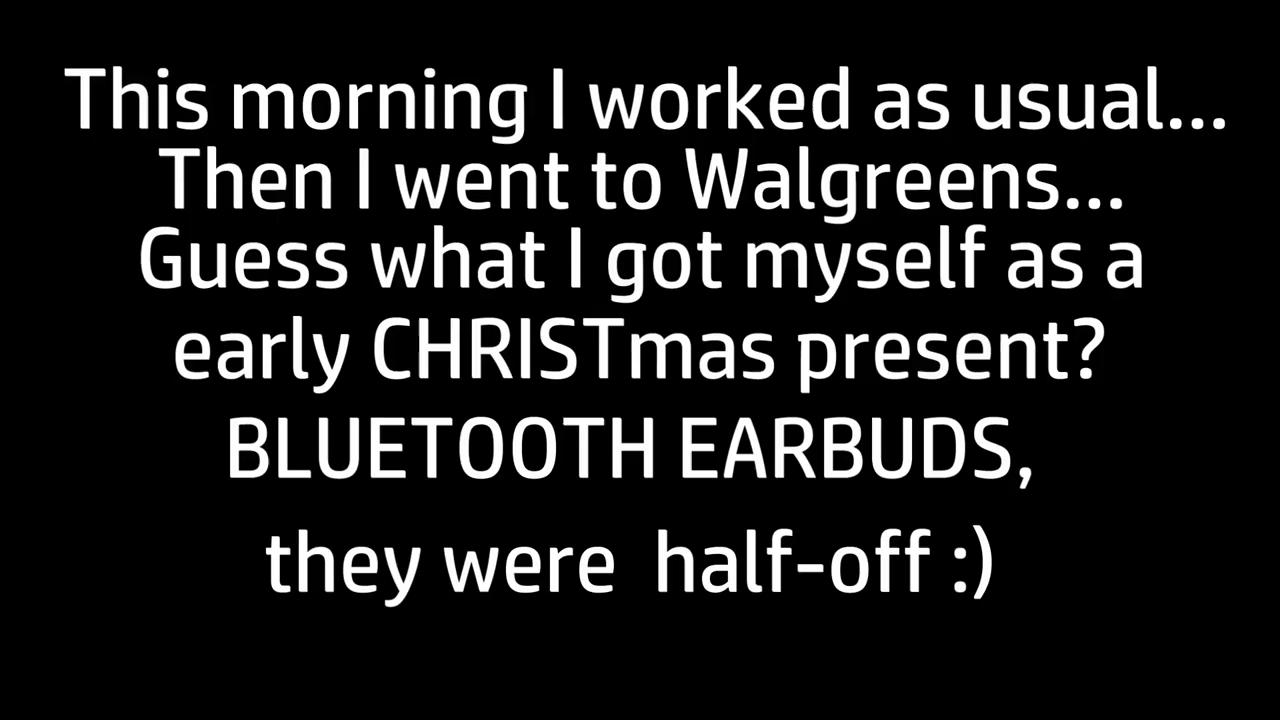 This morning I worked as usual...
Then I went to Walgreens...
Guess what I got myself as a
early CHRISTmas present?
BLUETOOTH EARBUDS,
they were  half-off :)